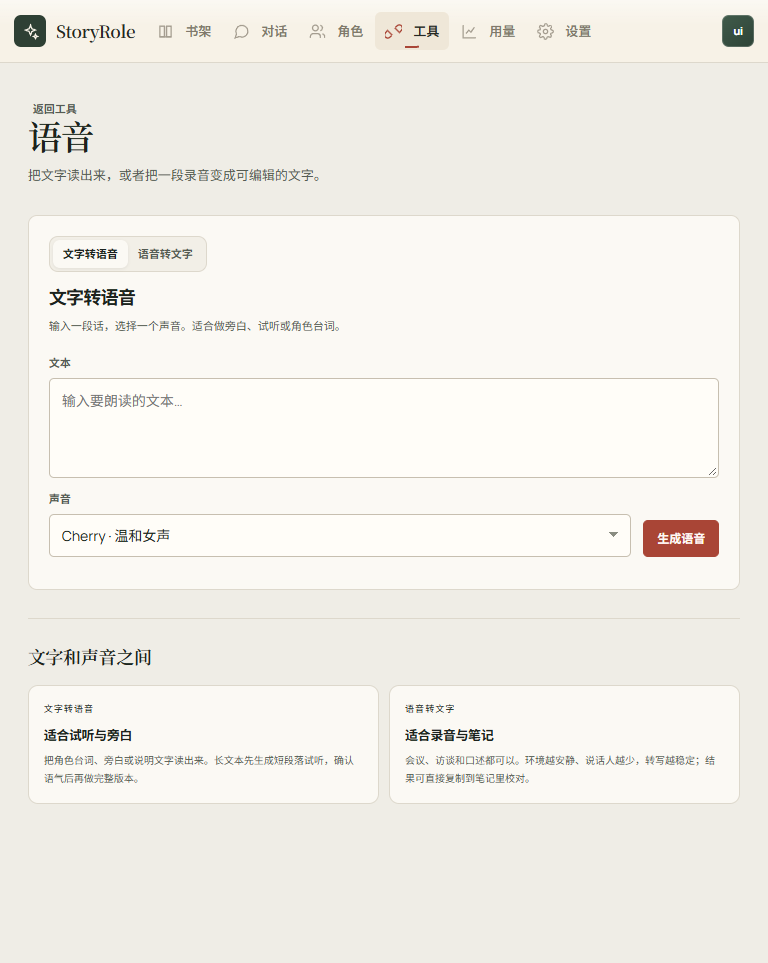 StoryRole 书架 对话 角色 工具 用量 设置 ui
返回工具
语音
把文字读出来，或者把一段录音变成可编辑的文字。
文字转语音 语音转文字
文字转语音
输入一段话，选择一个声音。适合做旁白、试听或角色台词。
文本
输入要朗读的文本...
声音
Cherry · 温和女声
生成语音
文字和声音之间
文字转语音
适合试听与旁白
把角色台词、旁白或说明文字读出来。长文本先生成短段落试听，确认
语气后再做完整版本。
语音转文字
适合录音与笔记
会议、访谈和口述都可以。环境越安静、说话人越少，转写越稳定；结
果可直接复制到笔记里校对。